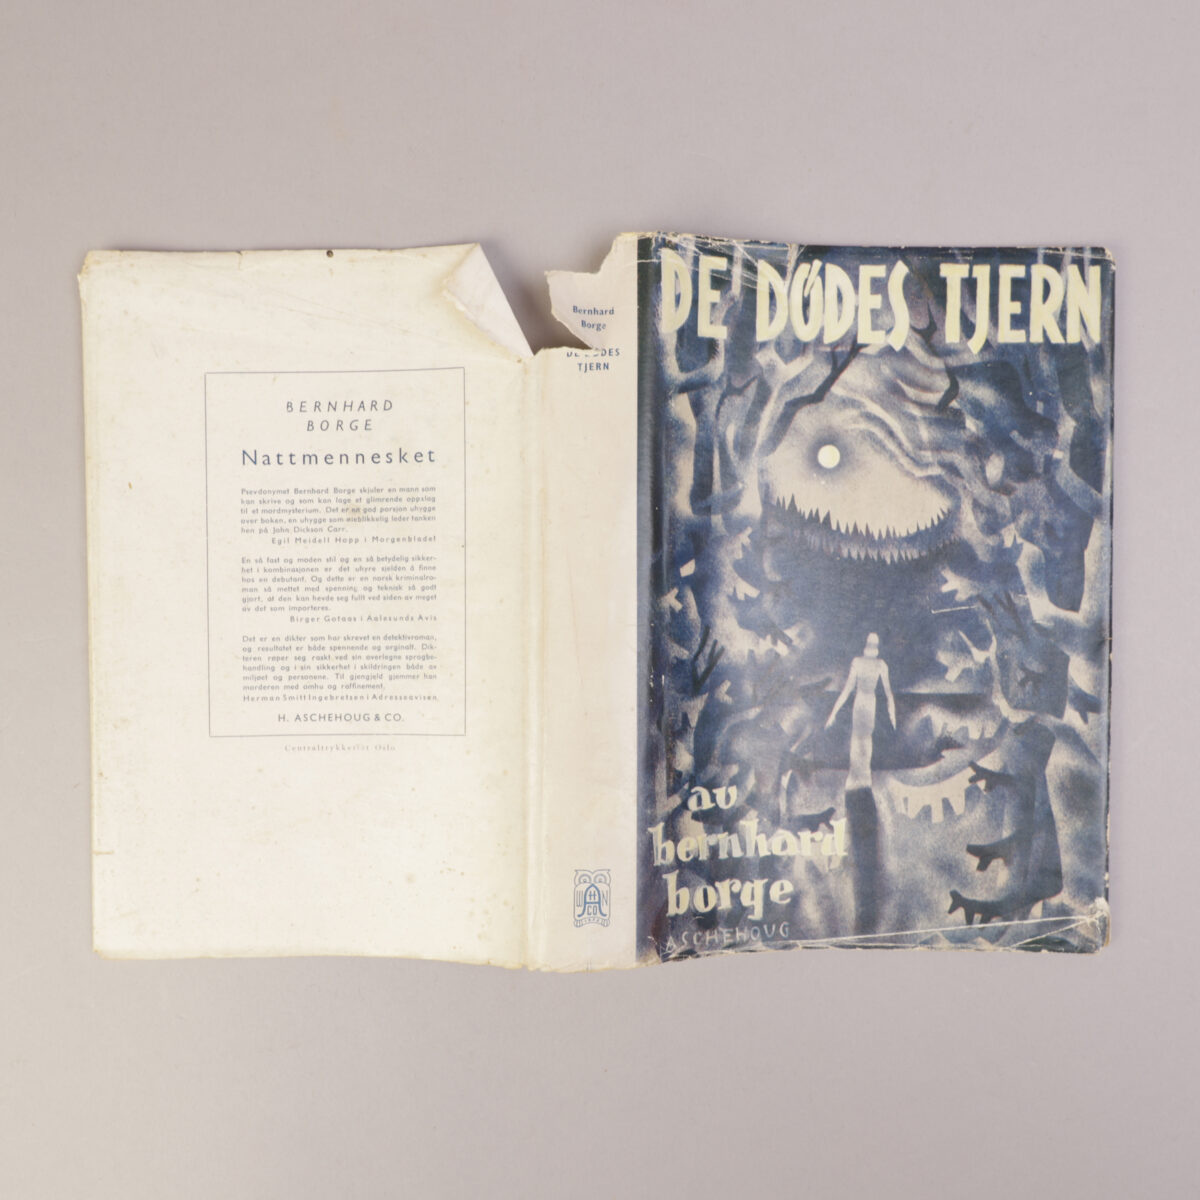 BERNHARD
BORGE
Nattmennesket
Psevdonymet Bernhard Borge skjuler en mann som
kan skrive og som kan lage et glimrende oppslag
til et mordmysterium. Det er en god porsjon uhygge
over boken, en uhygge som øieblikkelig leder tanken
hen på John Dickson Carr.
Egil Meidell Hopp i Morgenbladet
En så fast og moden stil og en så betydelig sikker-
het i kombinasjonen er det uhyre sjelden å finne
hos en debutant. Og dette er en norsk kriminalro-
man så mettet med spenning og teknisk så godt
gjort, at den kan hevde seg fullt ved siden av meget
av det som importeres.
Birger Gotaas i Aalesunds Avis
Det er en dikter som har skrevet en detektivroman,
og resultatet er både spennende og orginalt. Dik-
teren røper seg raskt ved sin overlegne sprogbe-
handling og i sin sikkerhet i skildringen både av
miljøet og personene. Til gjengjeld gjemmer han
morderen med omhu og raffinement.
Herman Smitt Ingebretsen i Adresseavisen
H. ASCHEHOUG & CO.
Centraltrykkeriet Oslo
Bernhard
Borge
DE DØDES
TJERN
W H N
A
CO
DE DØDES TJERN
av
bernhard
borge
ASCHEHOUG